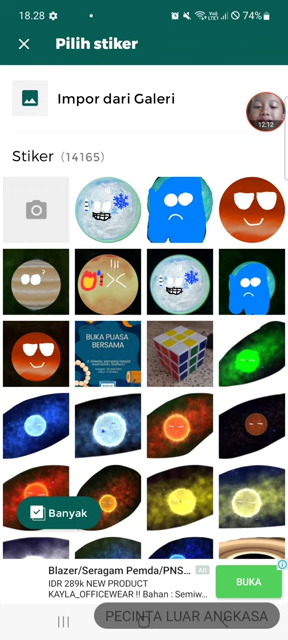 18.28
74%
Pilih stiker
Impor dari Galeri
12:12
Stiker (14165)
BUKA PUASA
BERSAMA
Banyak
Blazer/Seragam Pemda/PNS... AD
IDR 289k NEW PRODUCT
KAYLA_OFFICEWEAR !! Bahan : Semiw...
BUKA
PECINTA LUAR ANGKASA